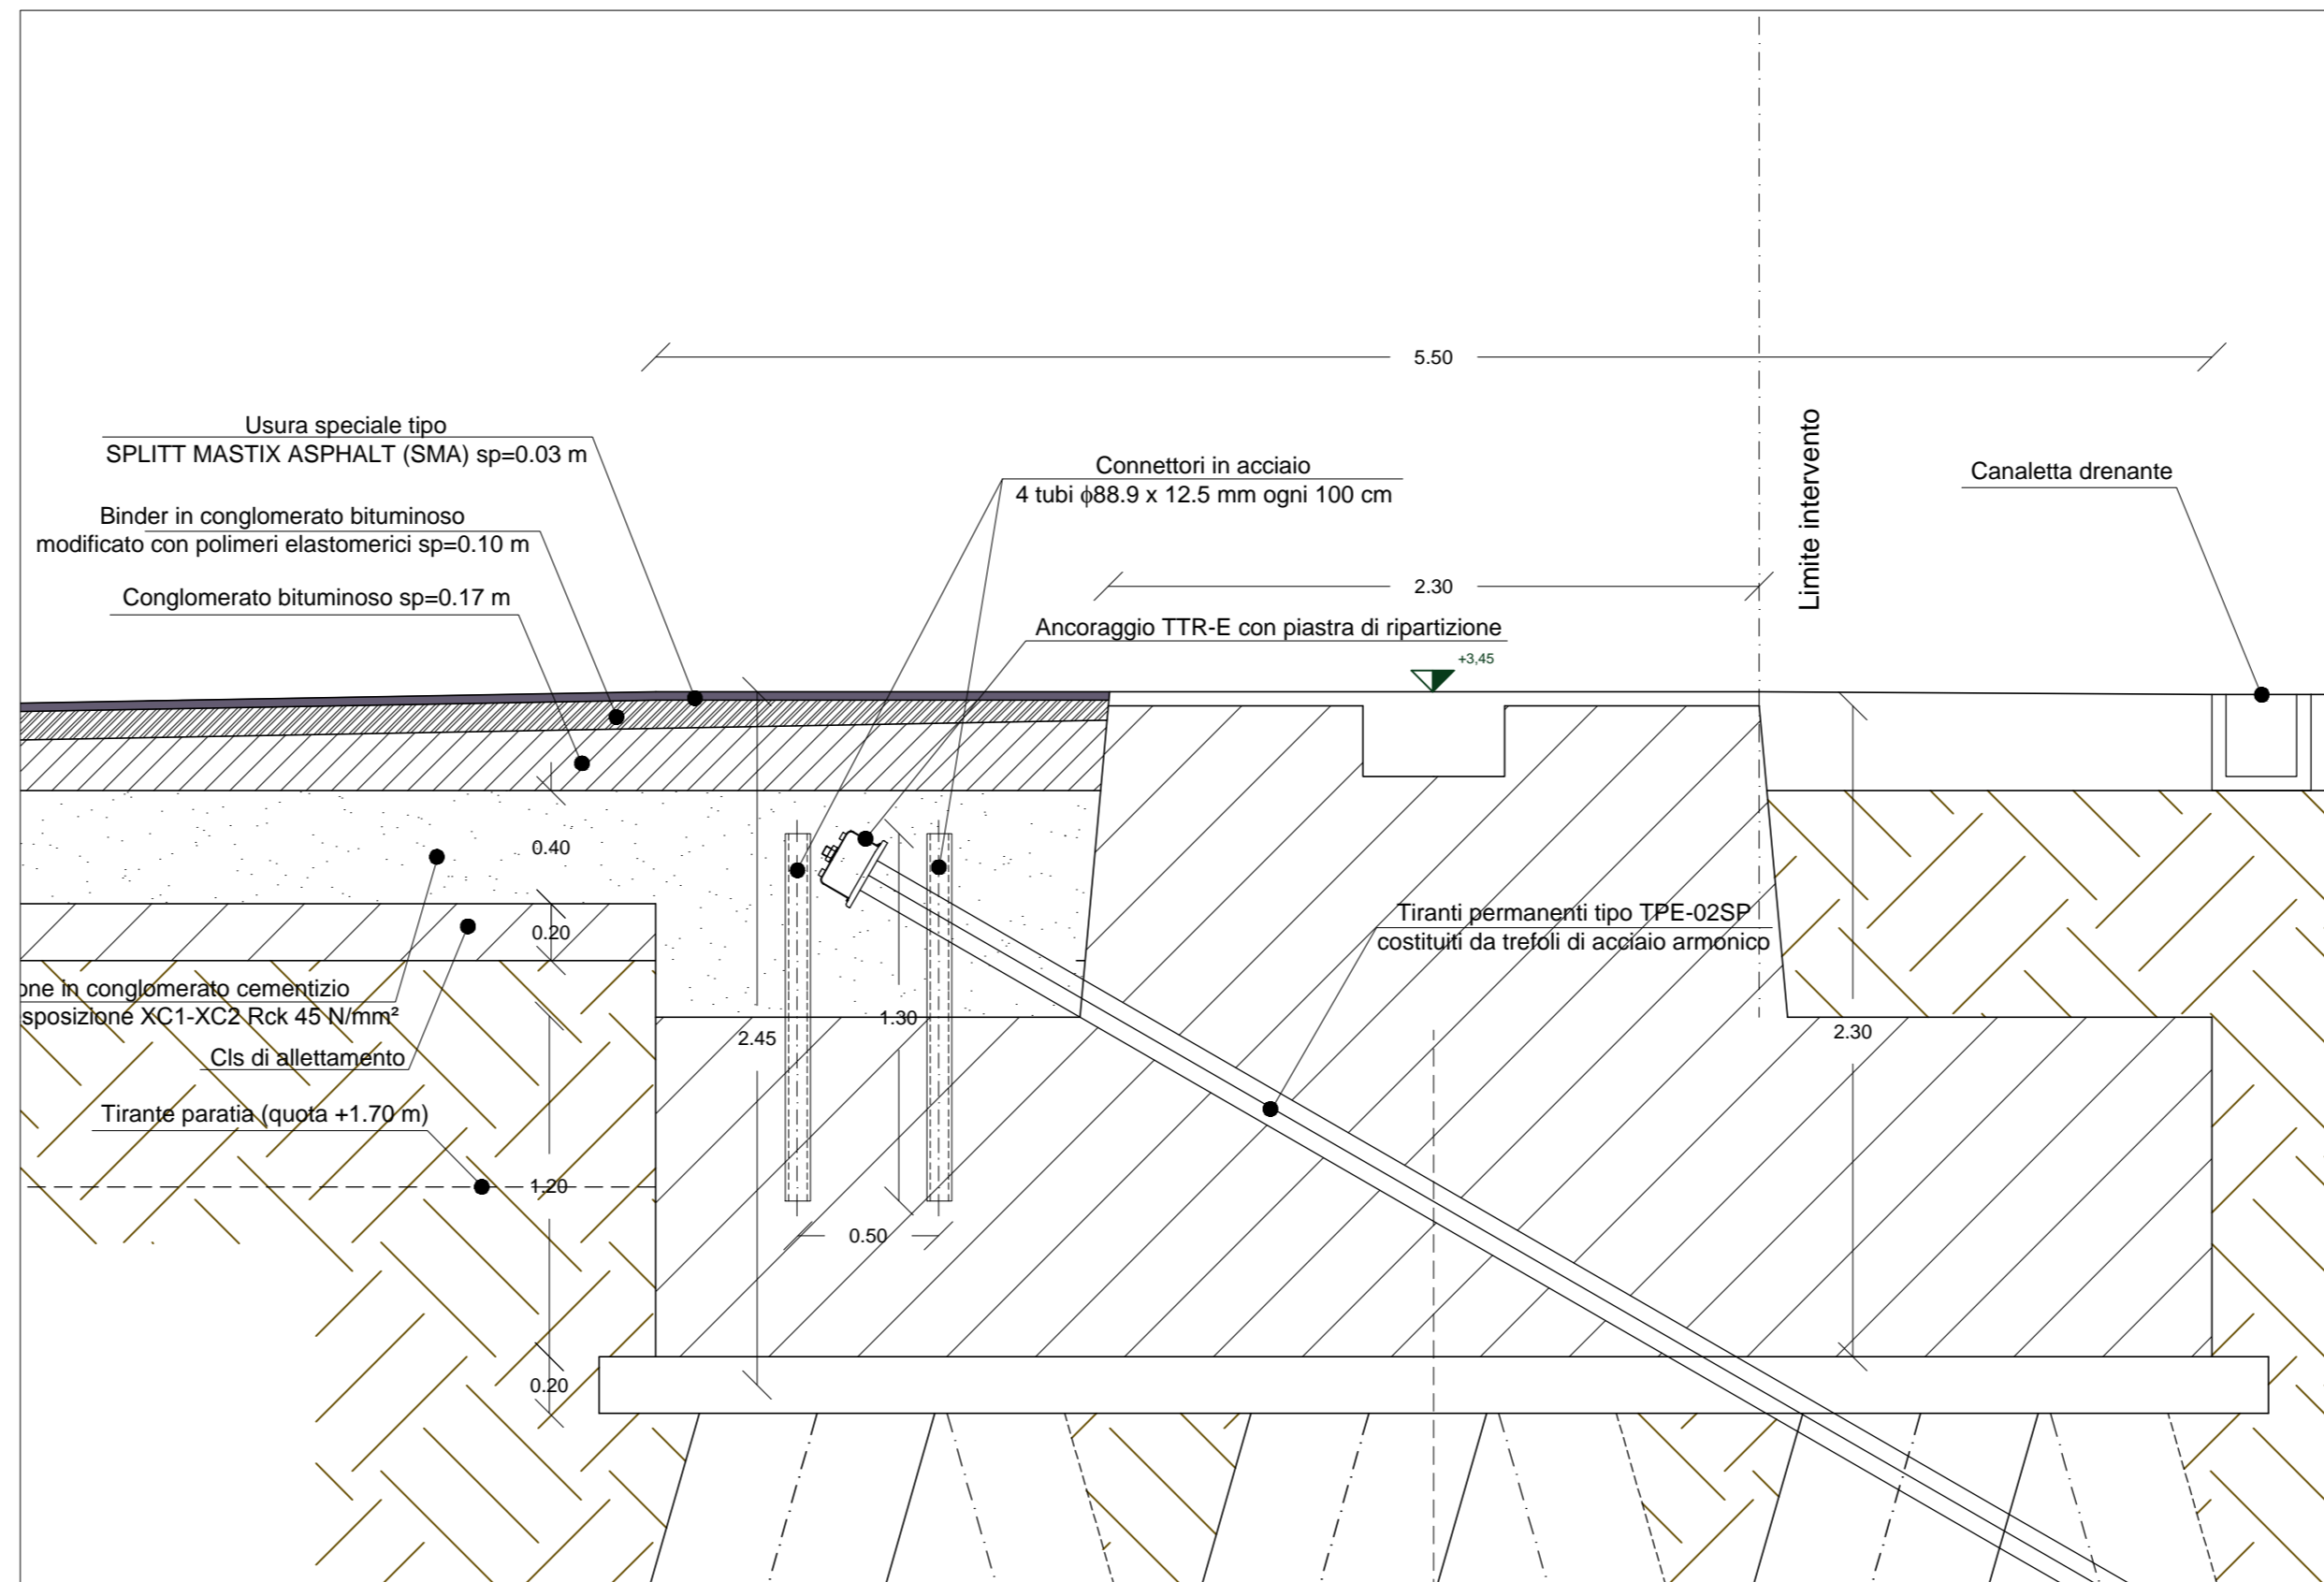 5.50
Usura speciale tipo
SPLITT MASTIX ASPHALT (SMA) sp=0.03 m
Connettori in acciaio
4 tubi ϕ88.9 x 12.5 mm ogni 100 cm
Limite intervento
Canaletta drenante
Binder in conglomerato bituminoso
modificato con polimeri elastomerici sp=0.10 m
2.30
Conglomerato bituminoso sp=0.17 m
Ancoraggio TTR-E con piastra di ripartizione
+3,45
0.40
Tiranti permanenti tipo TPE-02SP
costituiti da trefoli di acciaio armonico
0.20
one in conglomerato cementizio
sposizione XC1-XC2 Rck 45 N/mm²
1.30
2.45
2.30
Cls di allettamento
Tirante paratia (quota +1.70 m)
1.20
0.50
0.20